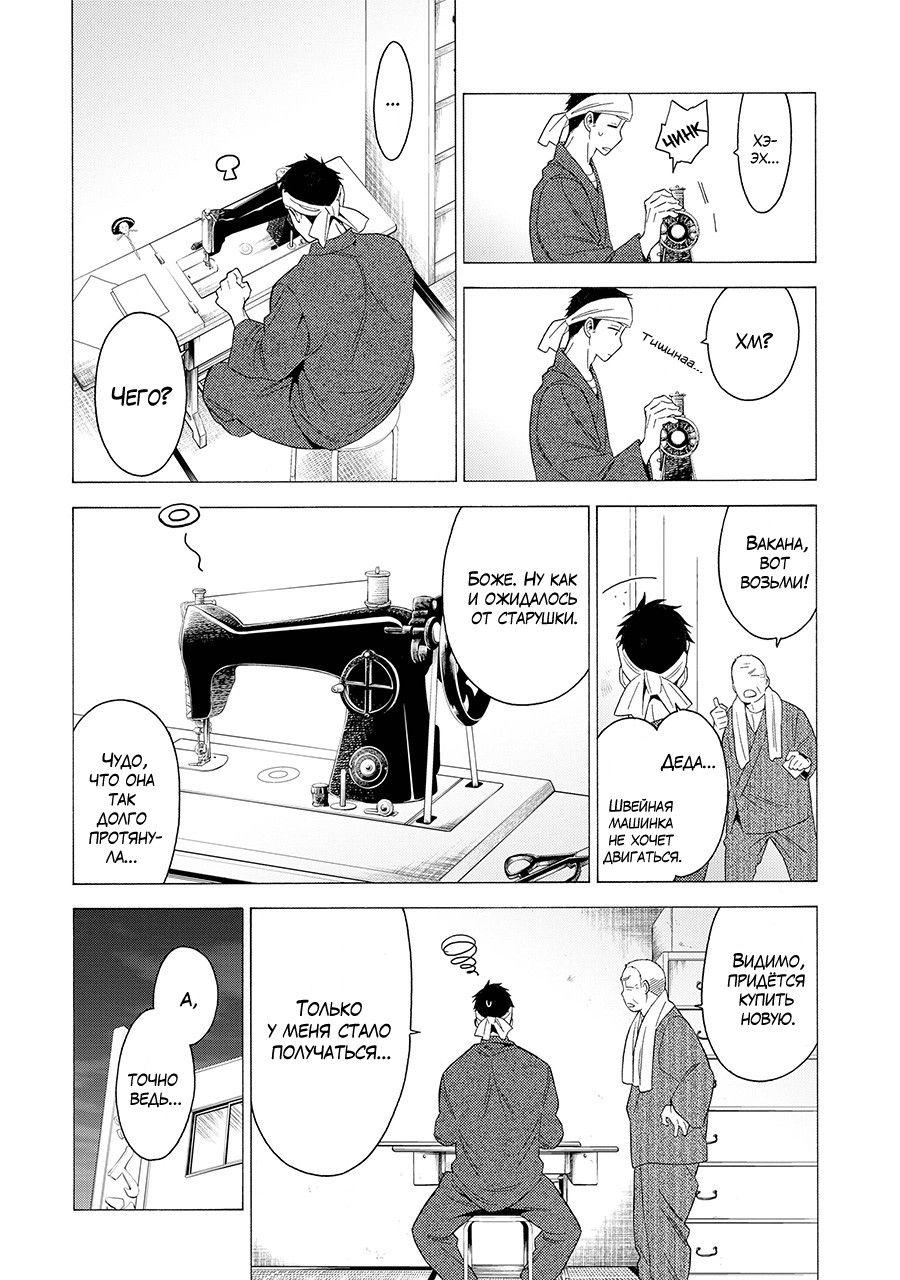 Хэ-
эх...
ЧИНК
Хм?
Тишинаа...
...
Чего?
Вакана,
вот
возьми!
Деда...
Швейная
машинка
не хочет
двигаться.
Боже. Ну как
и ожидалось
от старушки.
Чудо,
что она
так
долго
протяну-
ла...
Видимо,
придётся
купить
новую.
Только
у меня стало
получаться...
А,
точно
ведь...